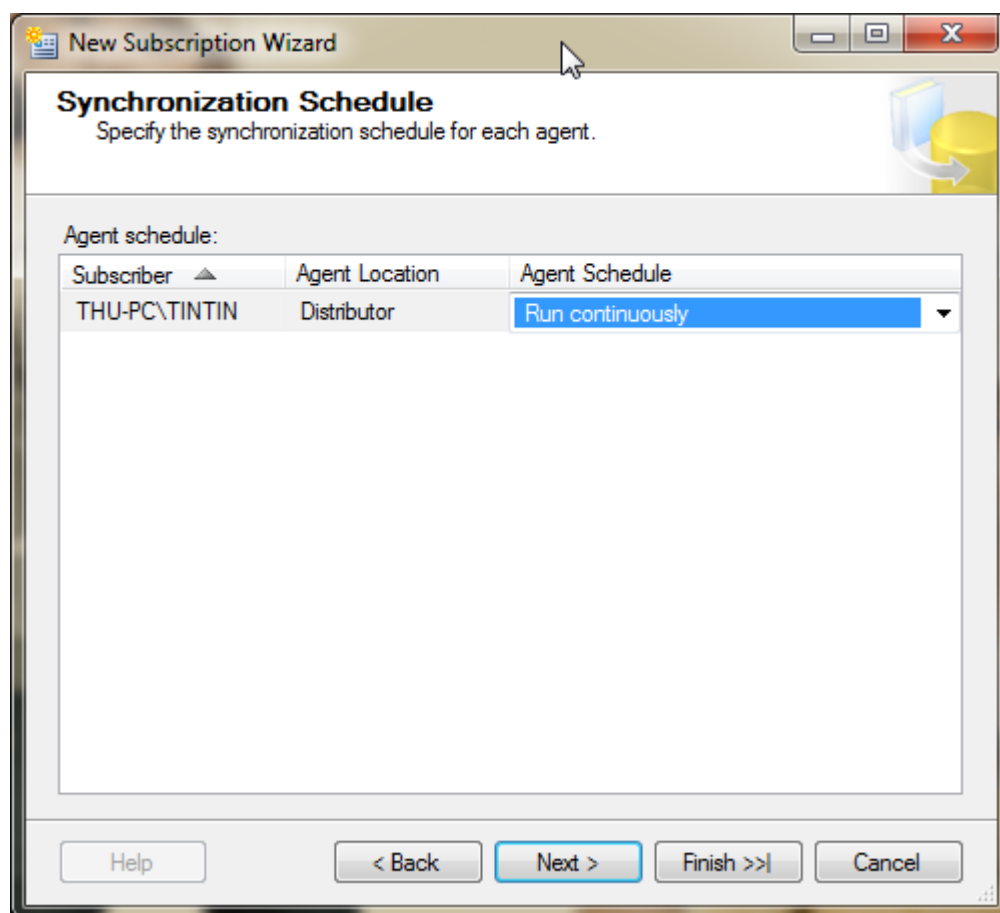 New Subscription Wizard
Synchronization Schedule
Specify the synchronization schedule for each agent.
Agent schedule:
Subscriber Agent Location Agent Schedule
THU-PC\TINTIN Distributor Run continuously
Help < Back Next > Finish >>| Cancel